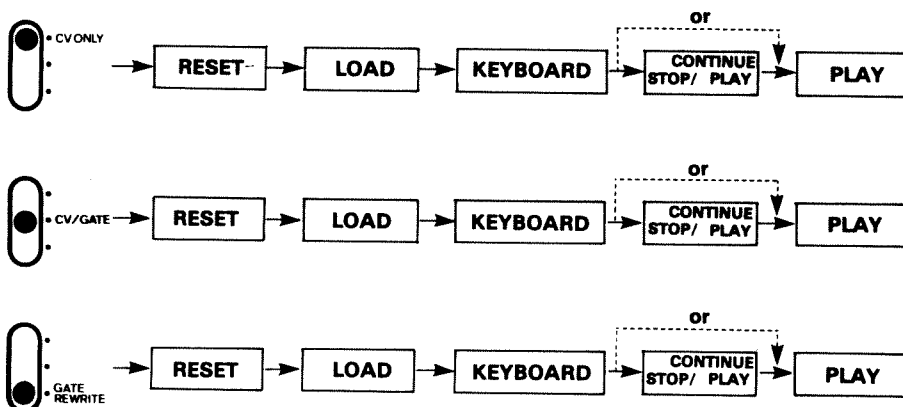 or
CV ONLY
RESET
LOAD
KEYBOARD
CONTINUE
STOP/ PLAY
PLAY
or
CV/GATE
RESET
LOAD
KEYBOARD
CONTINUE
STOP/ PLAY
PLAY
or
GATE
REWRITE
RESET
LOAD
KEYBOARD
CONTINUE
STOP/ PLAY
PLAY